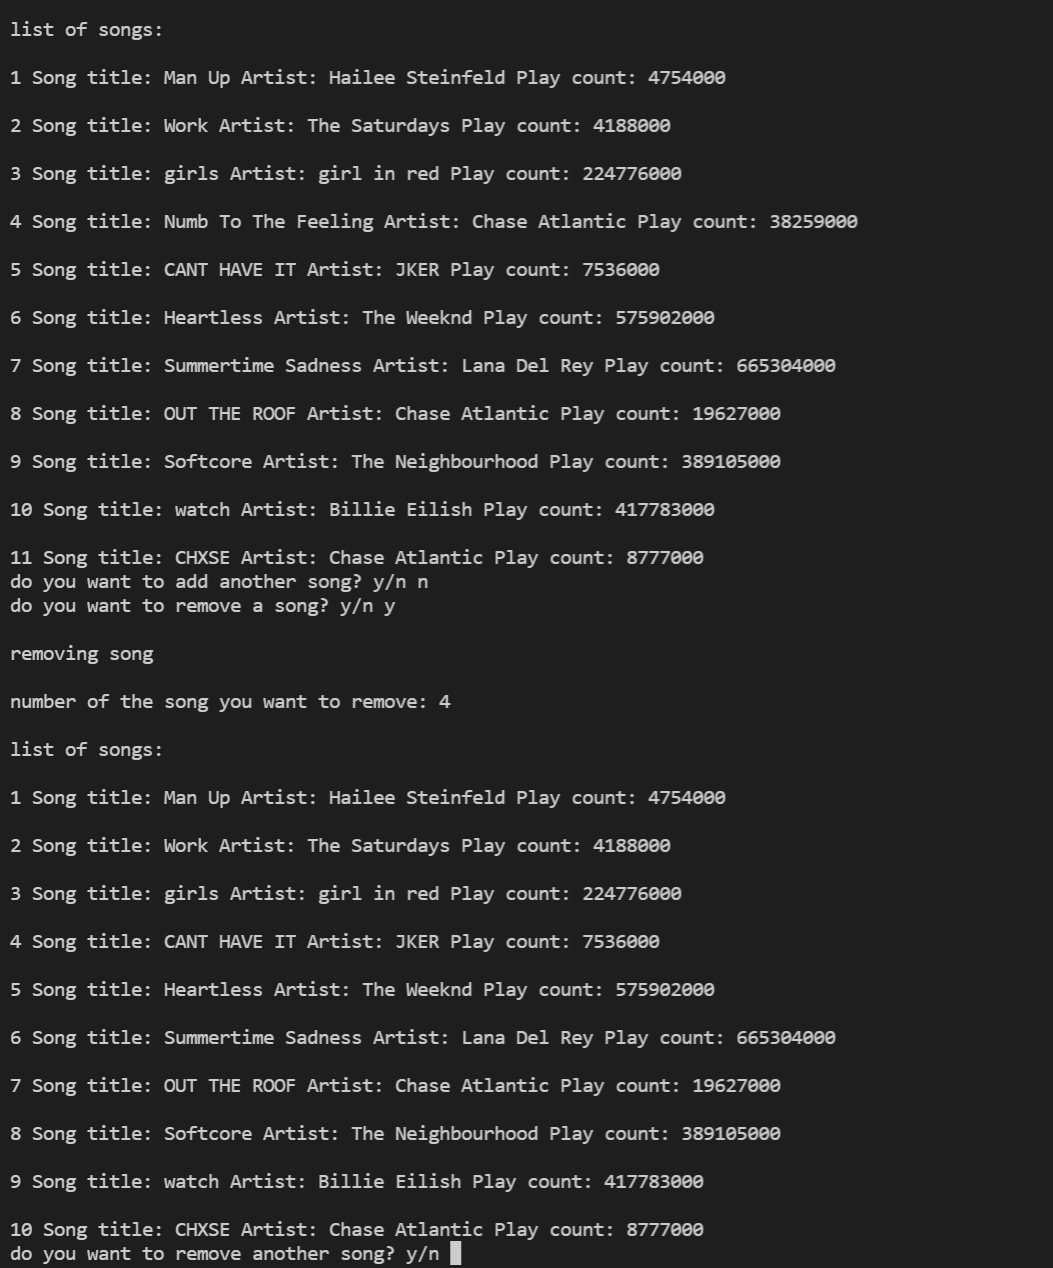 list of songs:
1 Song title: Man Up Artist: Hailee Steinfeld Play count: 4754000
2 Song title: Work Artist: The Saturdays Play count: 4188000
3 Song title: girls Artist: girl in red Play count: 224776000
4 Song title: Numb To The Feeling Artist: Chase Atlantic Play count: 38259000
5 Song title: CANT HAVE IT Artist: JKER Play count: 7536000
6 Song title: Heartless Artist: The Weeknd Play count: 575902000
7 Song title: Summertime Sadness Artist: Lana Del Rey Play count: 665304000
8 Song title: OUT THE ROOF Artist: Chase Atlantic Play count: 19627000
9 Song title: Softcore Artist: The Neighbourhood Play count: 389105000
10 Song title: watch Artist: Billie Eilish Play count: 417783000
11 Song title: CHXSE Artist: Chase Atlantic Play count: 8777000
do you want to add another song? y/n n
do you want to remove a song? y/n y
removing song
number of the song you want to remove: 4
list of songs:
1 Song title: Man Up Artist: Hailee Steinfeld Play count: 4754000
2 Song title: Work Artist: The Saturdays Play count: 4188000
3 Song title: girls Artist: girl in red Play count: 224776000
4 Song title: CANT HAVE IT Artist: JKER Play count: 7536000
5 Song title: Heartless Artist: The Weeknd Play count: 575902000
6 Song title: Summertime Sadness Artist: Lana Del Rey Play count: 665304000
7 Song title: OUT THE ROOF Artist: Chase Atlantic Play count: 19627000
8 Song title: Softcore Artist: The Neighbourhood Play count: 389105000
9 Song title: watch Artist: Billie Eilish Play count: 417783000
10 Song title: CHXSE Artist: Chase Atlantic Play count: 8777000
do you want to remove another song? y/n